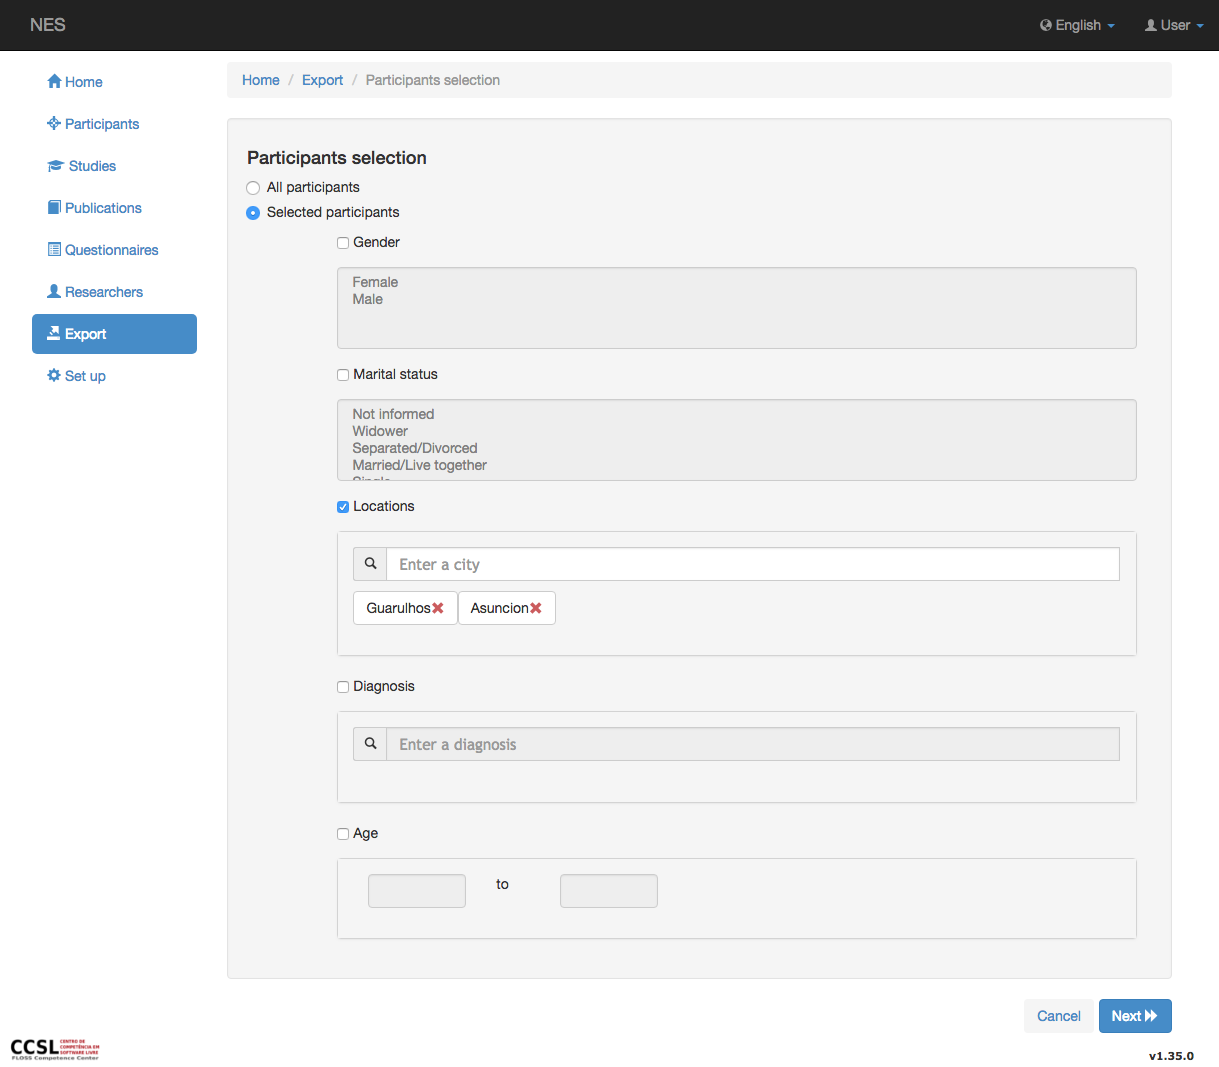 NES
English
User
Home
Participants
Studies
Publications
Questionnaires
Researchers
Export
Set up
Home / Export / Participants selection
Participants selection
All participants
Selected participants
Gender
Female
Male
Marital status
Not informed
Widower
Separated/Divorced
Married/Live together
Single
Locations
Enter a city
Guarulhos Asuncion
Diagnosis
Enter a diagnosis
Age
to
Cancel
Next
CCSL CENTRO DE COMPETÊNCIA EM SOFTWARE LIVRE
FLOSS Competence Center
v1.35.0